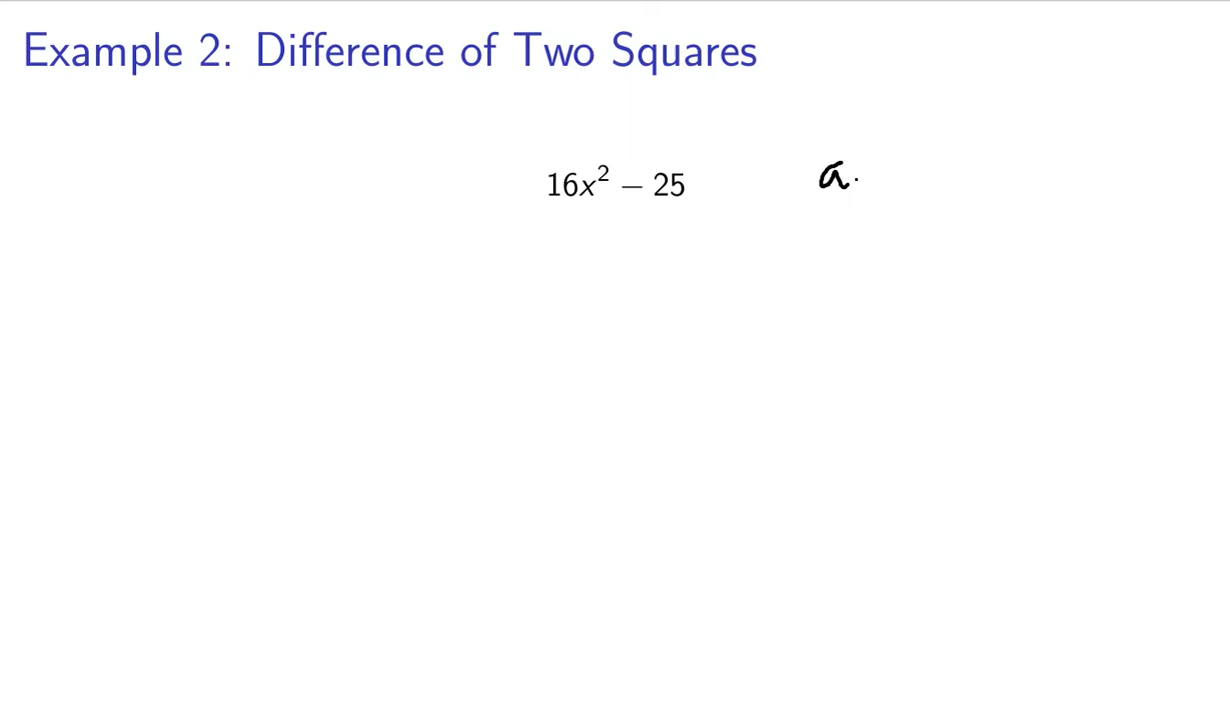 Example 2: Difference of Two Squares
16x² − 25 a.